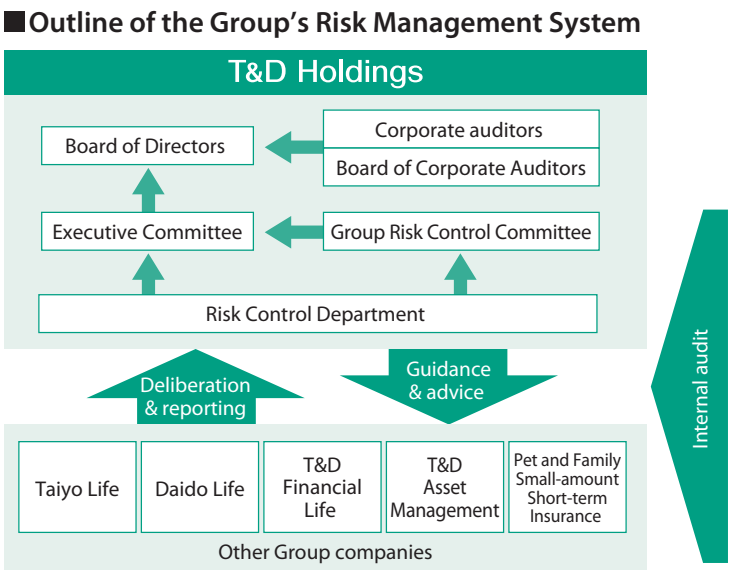 ■Outline of the Group's Risk Management System
T&D Holdings
Board of Directors
Corporate auditors
Board of Corporate Auditors
Executive Committee
Group Risk Control Committee
Risk Control Department
Deliberation
& reporting
Guidance
& advice
Internal audit
Taiyo Life
Daido Life
T&D
Financial
Life
T&D
Asset
Management
Pet and Family
Small-amount
Short-term
Insurance
Other Group companies